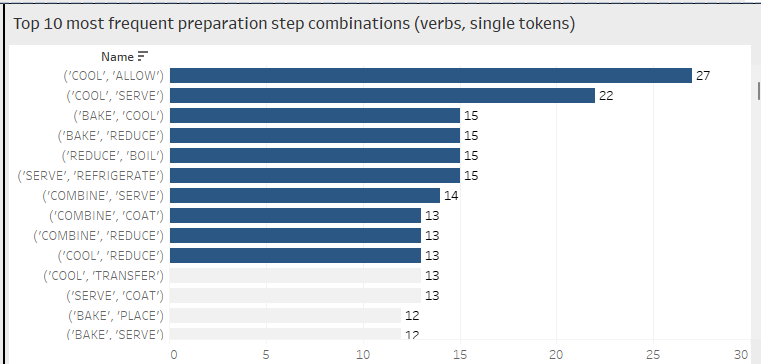 Top 10 most frequent preparation step combinations (verbs, single tokens)
Name
('COOL', 'ALLOW') 27
('COOL', 'SERVE') 22
('BAKE', 'COOL') 15
('BAKE', 'REDUCE') 15
('REDUCE', 'BOIL') 15
('SERVE', 'REFRIGERATE') 15
('COMBINE', 'SERVE') 14
('COMBINE', 'COAT') 13
('COMBINE', 'REDUCE') 13
('COOL', 'REDUCE') 13
('COOL', 'TRANSFER') 13
('SERVE', 'COAT') 13
('BAKE', 'PLACE') 12
('BAKE', 'SERVE') 12
0 5 10 15 20 25 30